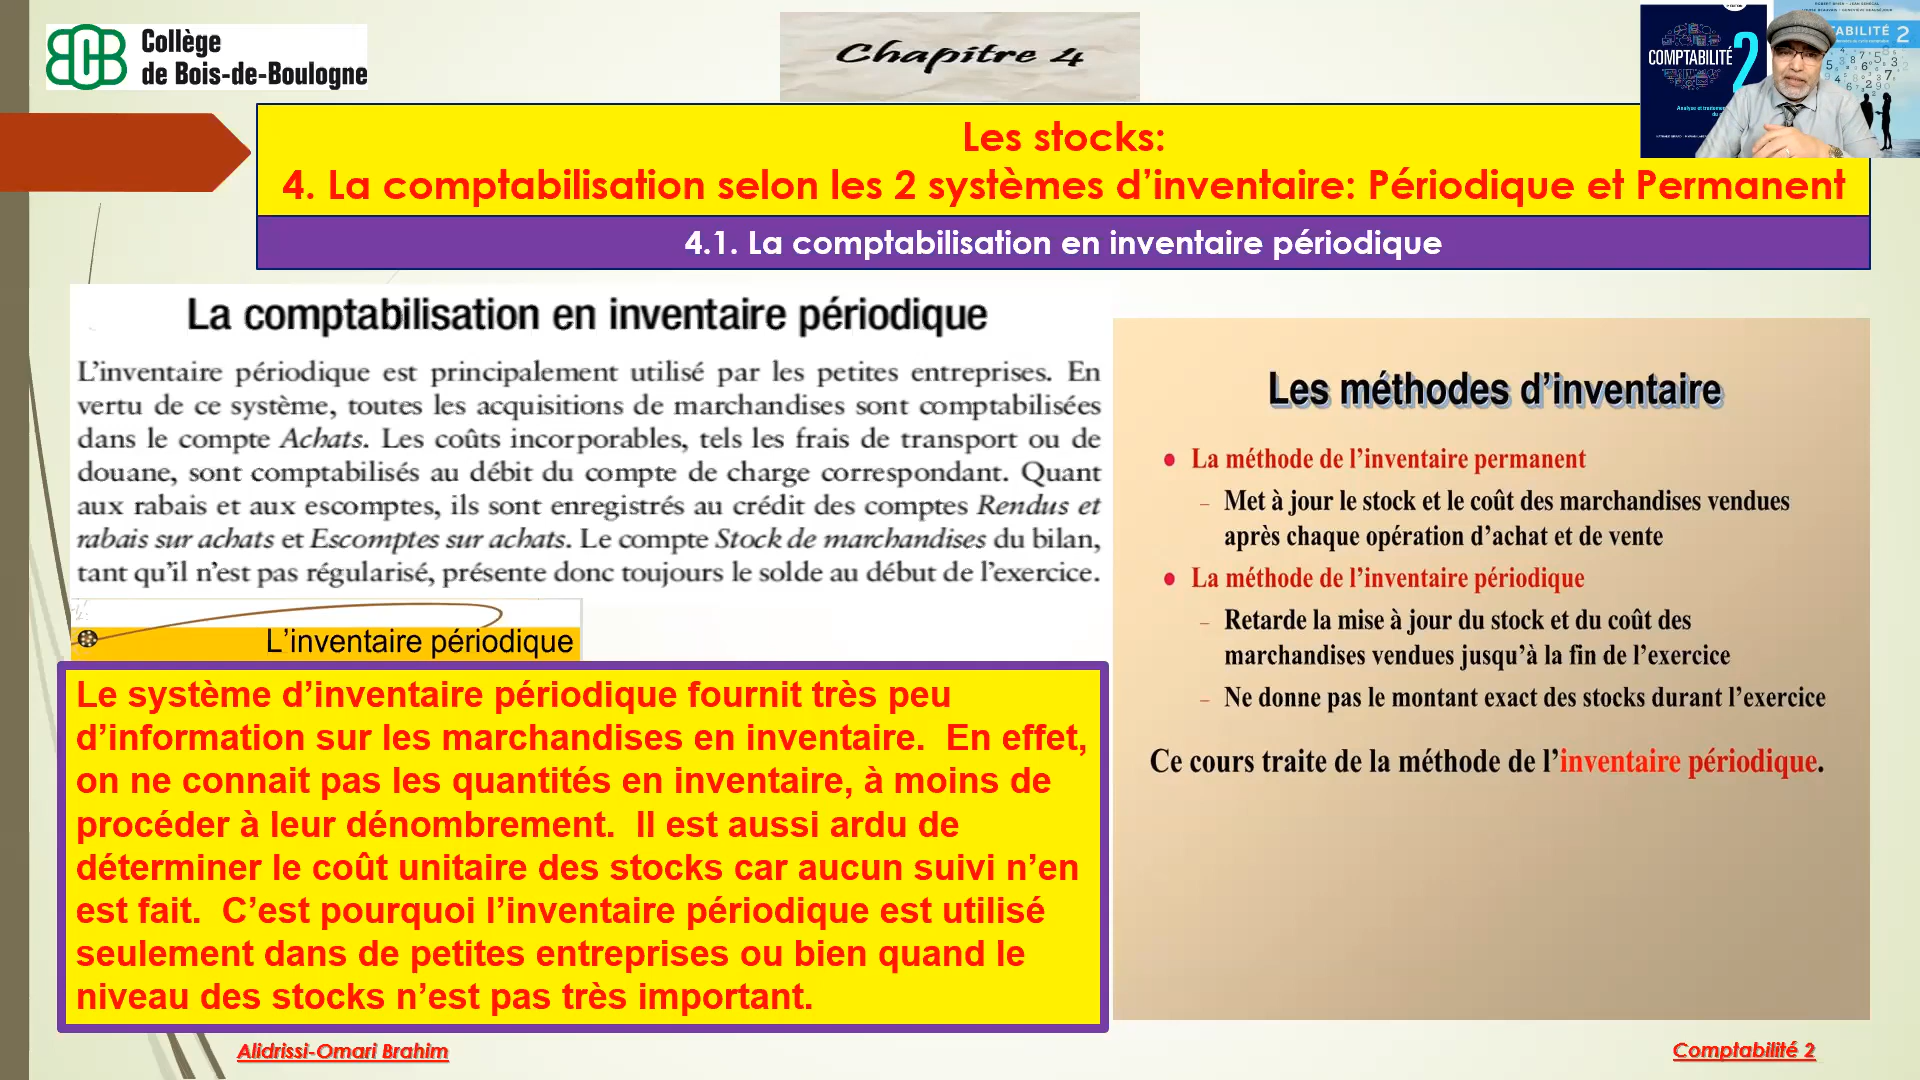 Collège
de Bois-de-Boulogne
Chapitre 4
COMPTABILITÉ 2
2
Les stocks:
4. La comptabilisation selon les 2 systèmes d’inventaire: Périodique et Permanent
4.1. La comptabilisation en inventaire périodique
La comptabilisation en inventaire périodique
L’inventaire périodique est principalement utilisé par les petites entreprises. En
vertu de ce système, toutes les acquisitions de marchandises sont comptabilisées
dans le compte Achats. Les coûts incorporables, tels les frais de transport ou de
douane, sont comptabilisés au débit du compte de charge correspondant. Quant
aux rabais et aux escomptes, ils sont enregistrés au crédit des comptes Rendus et
rabais sur achats et Escomptes sur achats. Le compte Stock de marchandises du bilan,
tant qu’il n’est pas régularisé, présente donc toujours le solde au début de l’exercice.
L’inventaire périodique
Le système d’inventaire périodique fournit très peu
d’information sur les marchandises en inventaire. En effet,
on ne connait pas les quantités en inventaire, à moins de
procéder à leur dénombrement. Il est aussi ardu de
déterminer le coût unitaire des stocks car aucun suivi n’en
est fait. C’est pourquoi l’inventaire périodique est utilisé
seulement dans de petites entreprises ou bien quand le
niveau des stocks n’est pas très important.
Les méthodes d’inventaire
• La méthode de l’inventaire permanent
– Met à jour le stock et le coût des marchandises vendues
après chaque opération d’achat et de vente
• La méthode de l’inventaire périodique
– Retarde la mise à jour du stock et du coût des
marchandises vendues jusqu’à la fin de l’exercice
– Ne donne pas le montant exact des stocks durant l’exercice
Ce cours traite de la méthode de l’inventaire périodique.
Alidrissi-Omari Brahim
Comptabilité 2